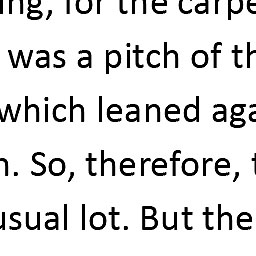 ing, for the carpe
was a pitch of th
which leaned aga
n. So, therefore, t
usual lot. But the